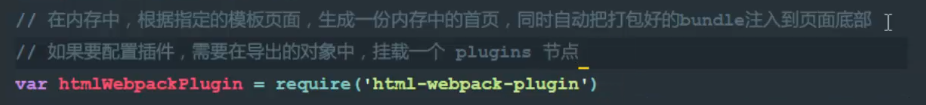 // 在内存中，根据指定的模板页面，生成一份内存中的首页，同时自动把打包好的bundle注入到页面底部
// 如果要配置插件，需要在导出的对象中，挂载一个 plugins 节点
var htmlWebpackPlugin = require('html-webpack-plugin')